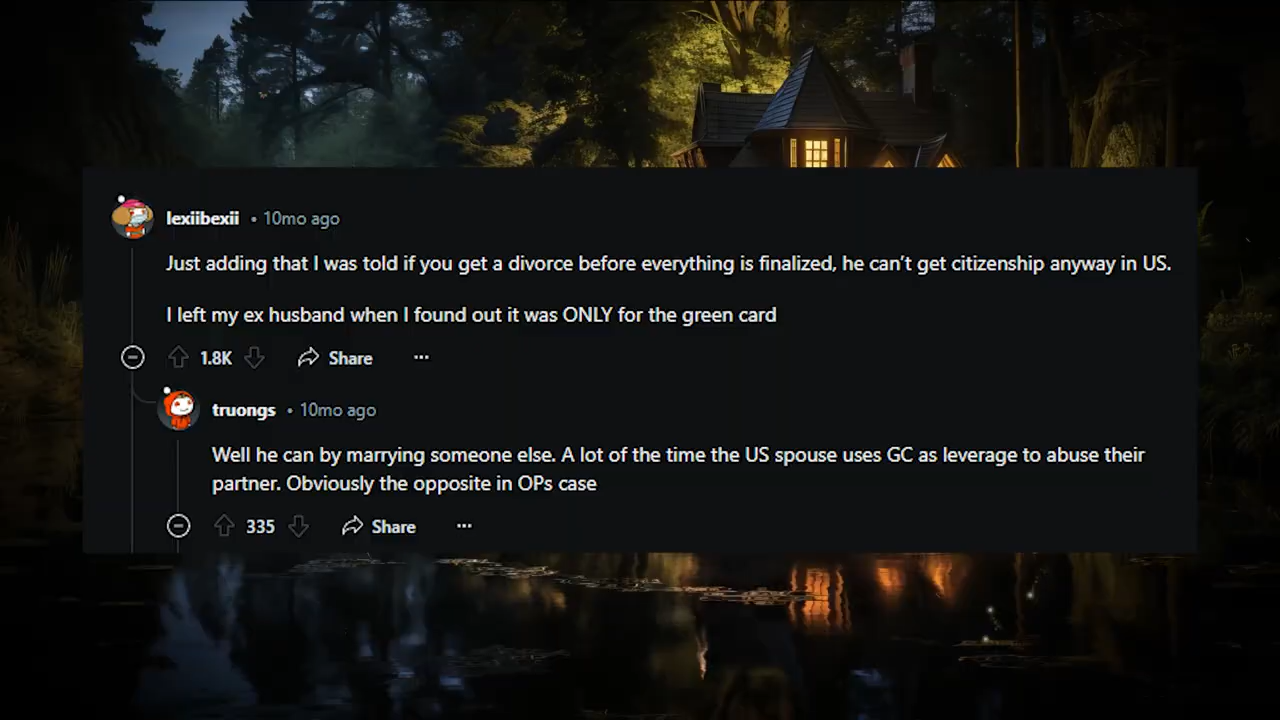 lexiibexii • 10mo ago
Just adding that I was told if you get a divorce before everything is finalized, he can’t get citizenship anyway in US.
I left my ex husband when I found out it was ONLY for the green card
1.8K Share ...
truongs • 10mo ago
Well he can by marrying someone else. A lot of the time the US spouse uses GC as leverage to abuse their
partner. Obviously the opposite in OPs case
335 Share ...